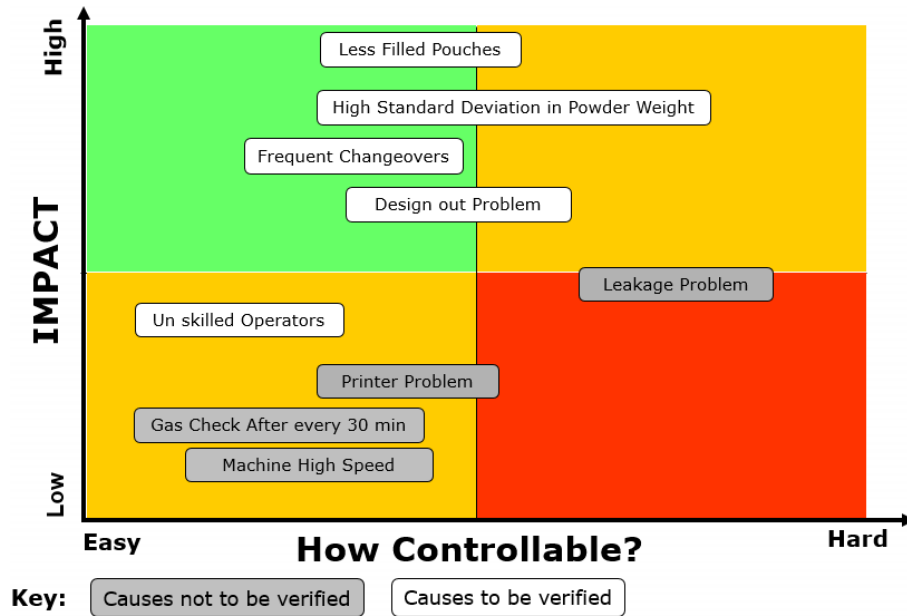 High
Less Filled Pouches
High Standard Deviation in Powder Weight
Frequent Changeovers
Design out Problem
IMPACT
Leakage Problem
Un skilled Operators
Printer Problem
Gas Check After every 30 min
Machine High Speed
Low
Easy
How Controllable?
Hard
Key:
Causes not to be verified
Causes to be verified